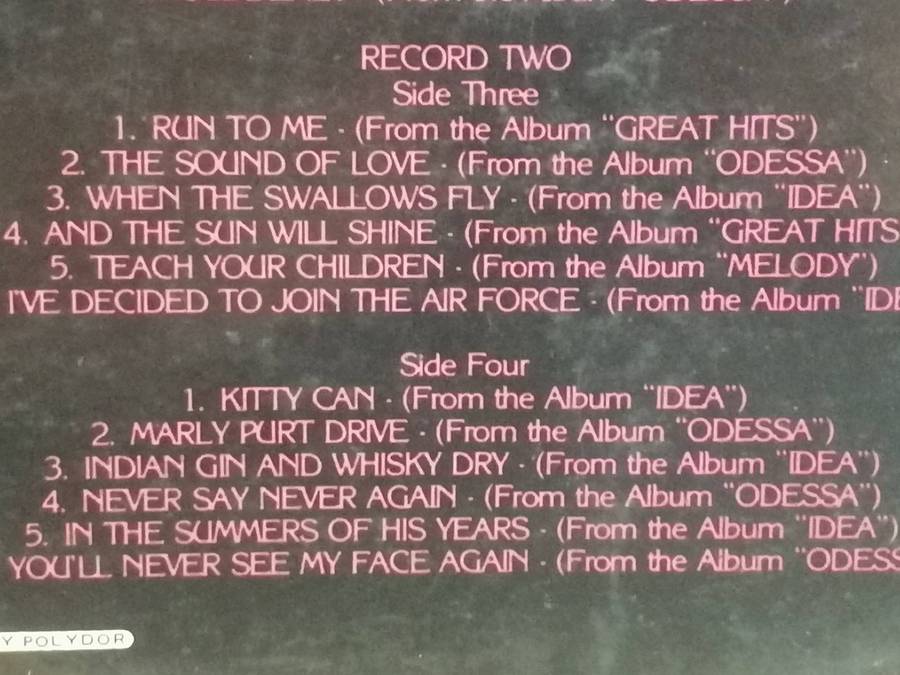 (From the Album "ODESSA")
RECORD TWO
Side Three
1. RUN TO ME - (From the Album "GREAT HITS")
2. THE SOUND OF LOVE - (From the Album "ODESSA")
3. WHEN THE SWALLOWS FLY - (From the Album "IDEA")
4. AND THE SUN WILL SHINE - (From the Album "GREAT HITS
5. TEACH YOUR CHILDREN - (From the Album "MELODY")
I'VE DECIDED TO JOIN THE AIR FORCE - (From the Album "IDE
Side Four
1. KITTY CAN - (From the Album "IDEA")
2. MARLY PURT DRIVE - (From the Album "ODESSA")
3. INDIAN GIN AND WHISKY DRY - (From the Album "IDEA")
4. NEVER SAY NEVER AGAIN - (From the Album "ODESSA")
5. IN THE SUMMERS OF HIS YEARS - (From the Album "IDEA")
YOU'LL NEVER SEE MY FACE AGAIN - (From the Album "ODESS
Y POLYDOR